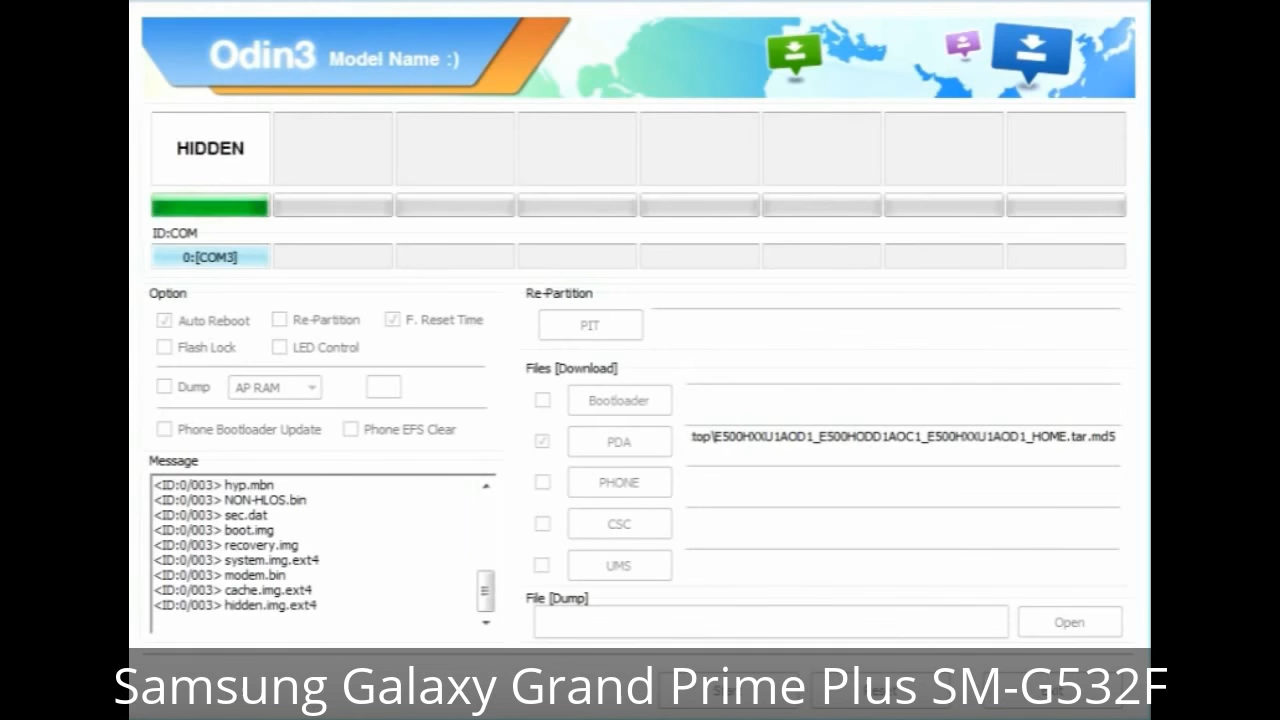 Odin3 Model Name :)
HIDDEN
ID:COM
0:[COM3]
Option
Auto Reboot Re-Partition F. Reset Time
Flash Lock LED Control
Dump AP RAM
Phone Bootloader Update Phone EFS Clear
Message
<ID:0/003> hyp.mbn
<ID:0/003> NON-HLOS.bin
<ID:0/003> sec.dat
<ID:0/003> boot.img
<ID:0/003> recovery.img
<ID:0/003> system.img.ext4
<ID:0/003> modem.bin
<ID:0/003> cache.img.ext4
<ID:0/003> hidden.img.ext4
Re-Partition
PIT
Files [Download]
Bootloader
PDA top\E500HXXU1AOD1_E500HODD1AOC1_E500HXXU1AOD1_HOME.tar.md5
PHONE
CSC
UMS
File [Dump]
Open
Samsung Galaxy Grand Prime Plus SM-G532F